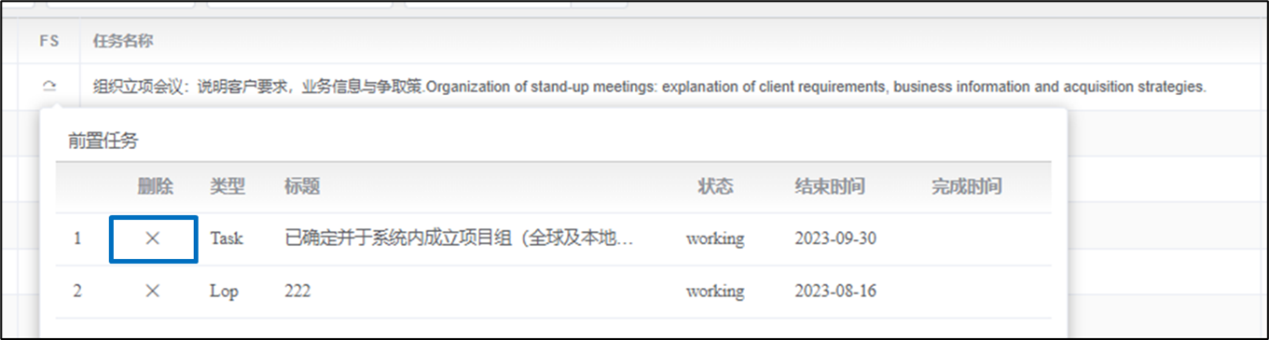 FS 任务名称
组织立项会议：说明客户要求，业务信息与争取策.Organization of stand-up meetings: explanation of client requirements, business information and acquisition strategies.
前置任务
删除 类型 标题 状态 结束时间 完成时间
1 × Task 已确定并于系统内成立项目组（全球及本地... working 2023-09-30
2 × Lop 222 working 2023-08-16